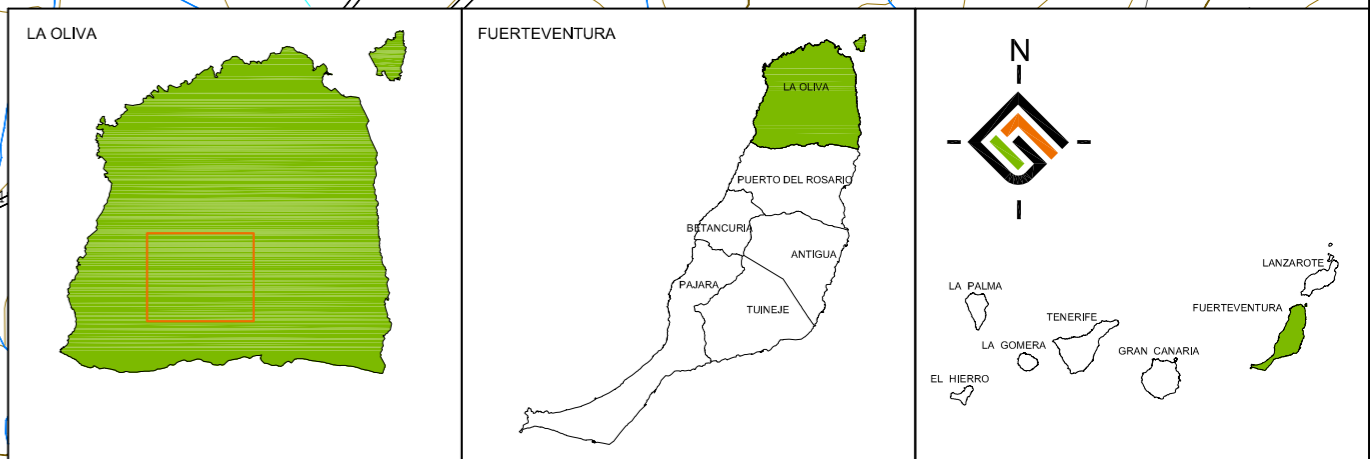 LA OLIVA
FUERTEVENTURA
LA OLIVA
PUERTO DEL ROSARIO
BETANCURIA
ANTIGUA
PAJARA
TUINEJE
N
LANZAROTE
LA PALMA
FUERTEVENTURA
TENERIFE
LA GOMERA
GRAN CANARIA
EL HIERRO